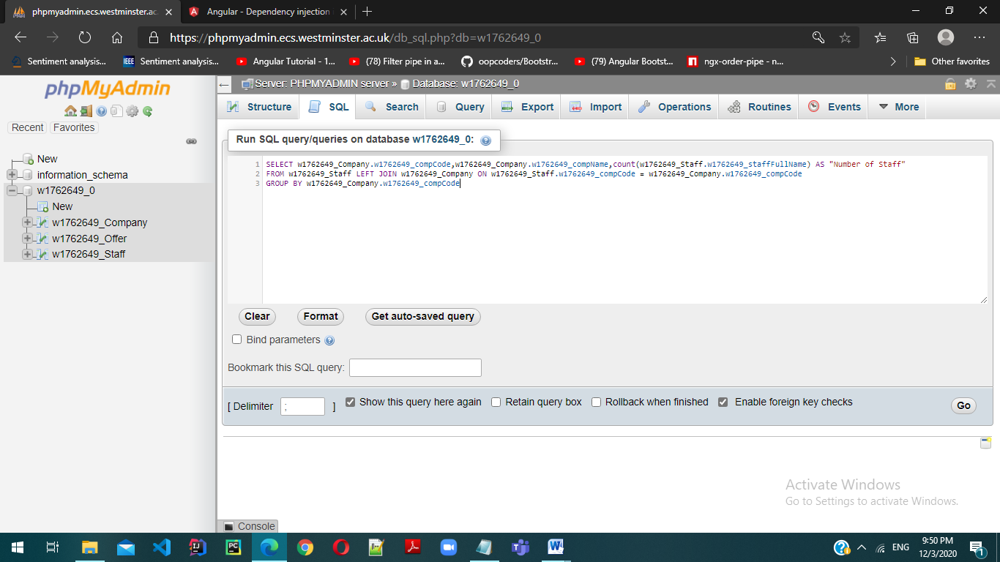 phpmyadmin.ecs.westminster.ac.
Angular - Dependency injection
https://phpmyadmin.ecs.westminster.ac.uk/db_sql.php?db=w1762649_0
Sentiment analysis...
IEEE
Sentiment analysis...
Angular Tutorial - 1...
(78) Filter pipe in a...
oopcoders/Bootstr...
(79) Angular Bootst...
ngx-order-pipe - n...
Other favorites
phpMyAdmin
Recent Favorites
New
information_schema
w1762649_0
New
w1762649_Company
w1762649_Offer
w1762649_Staff
Server: PHPMYADMIN server » Database: w1762649_0
Structure SQL Search Query Export Import Operations Routines Events More
Run SQL query/queries on database w1762649_0:
1 SELECT w1762649_Company.w1762649_compCode,w1762649_Company.w1762649_compName,count(w1762649_Staff.w1762649_staffFullName) AS "Number of Staff"
2 FROM w1762649_Staff LEFT JOIN w1762649_Company ON w1762649_Staff.w1762649_compCode = w1762649_Company.w1762649_compCode
3 GROUP BY w1762649_Company.w1762649_compCode
Clear Format Get auto-saved query
Bind parameters
Bookmark this SQL query:
[ Delimiter ; ] Show this query here again Retain query box Rollback when finished Enable foreign key checks Go
Activate Windows
Go to Settings to activate Windows.
Console
ENG
9:50 PM
12/3/2020
1